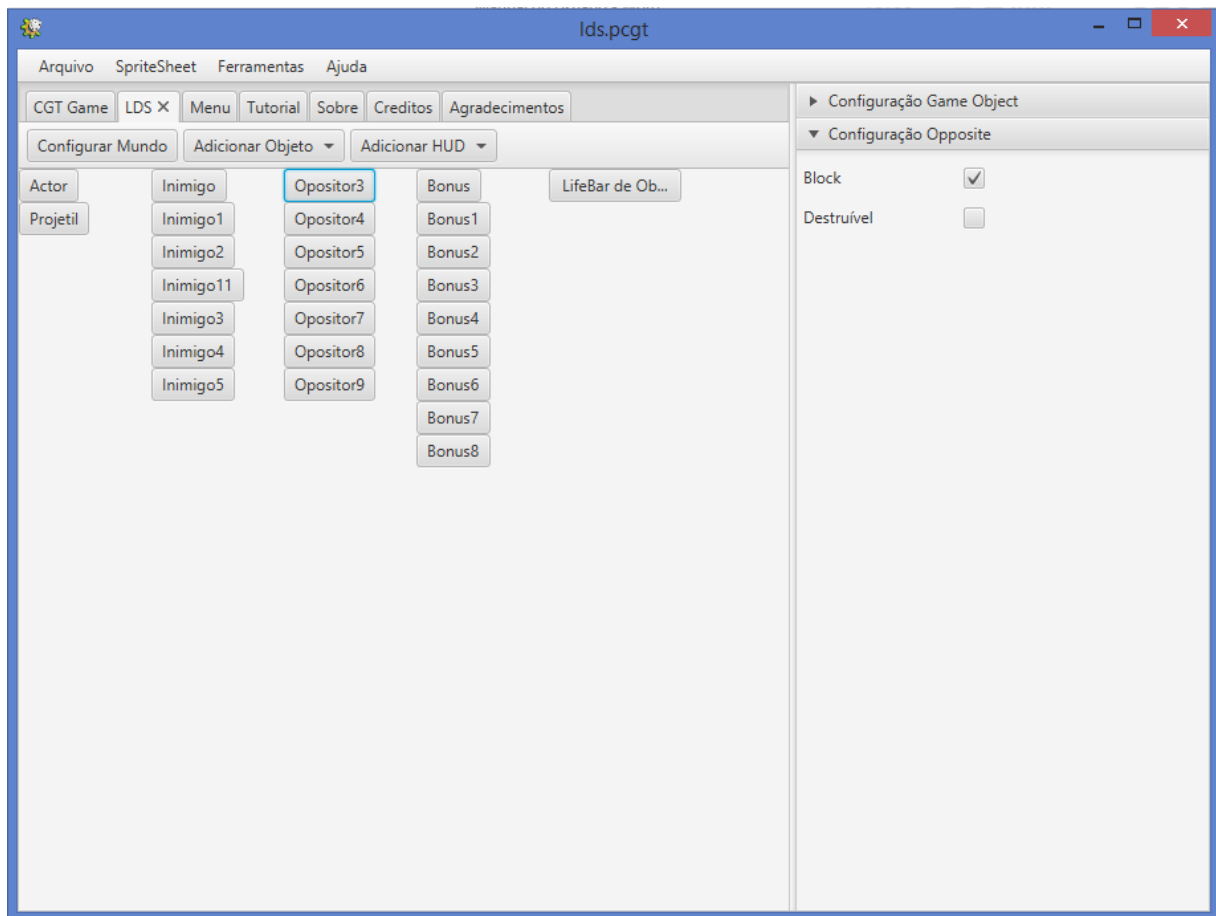 lds.pcgt
Arquivo SpriteSheet Ferramentas Ajuda
CGT Game LDS Menu Tutorial Sobre Creditos Agradecimentos
Configurar Mundo Adicionar Objeto Adicionar HUD
Actor Inimigo Opositor3 Bonus LifeBar de Ob...
Projetil Inimigo1 Opositor4 Bonus1
Inimigo2 Opositor5 Bonus2
Inimigo11 Opositor6 Bonus3
Inimigo3 Opositor7 Bonus4
Inimigo4 Opositor8 Bonus5
Inimigo5 Opositor9 Bonus6
Bonus7
Bonus8
Configuração Game Object
Configuração Opposite
Block
Destruível